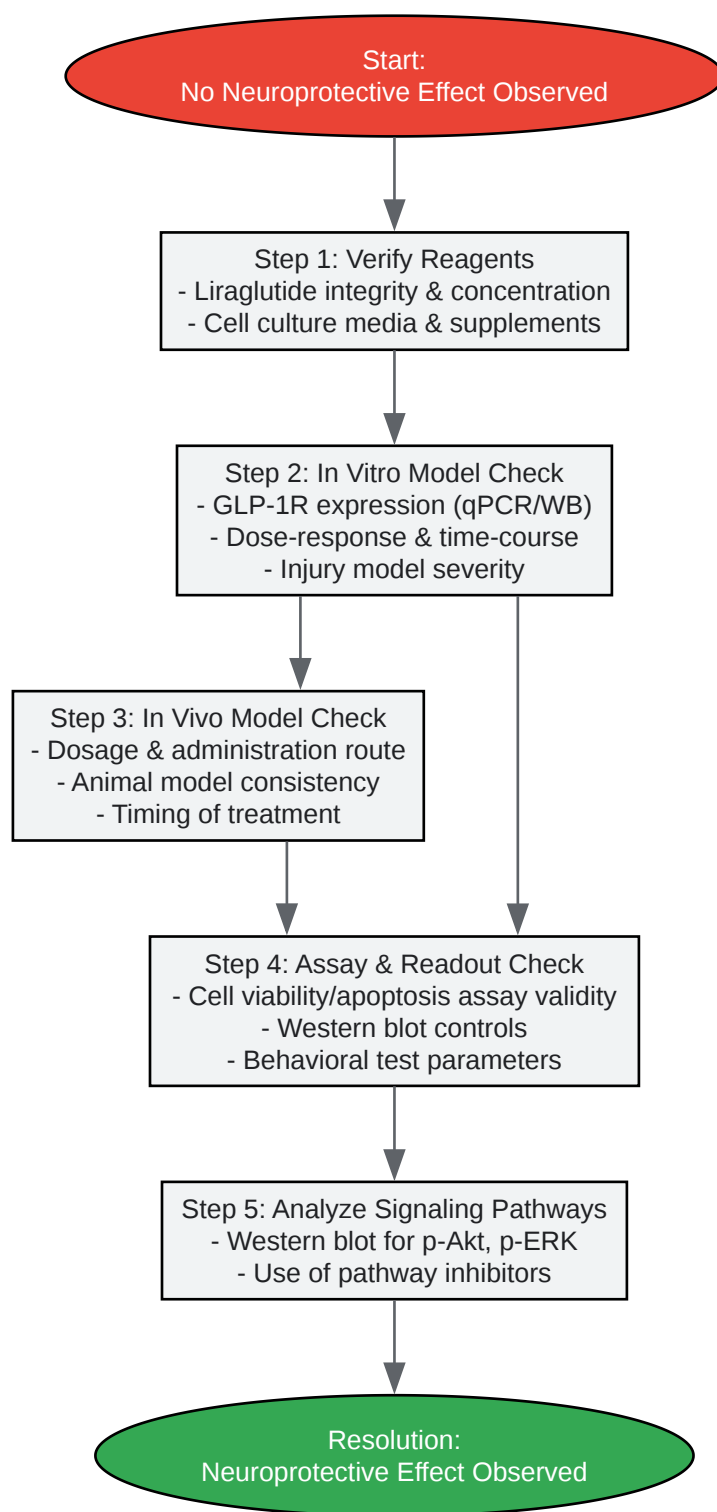 Start:
No Neuroprotective Effect Observed
Step 1: Verify Reagents
- Liraglutide integrity & concentration
- Cell culture media & supplements
Step 2: In Vitro Model Check
- GLP-1R expression (qPCR/WB)
- Dose-response & time-course
- Injury model severity
Step 3: In Vivo Model Check
- Dosage & administration route
- Animal model consistency
- Timing of treatment
Step 4: Assay & Readout Check
- Cell viability/apoptosis assay validity
- Western blot controls
- Behavioral test parameters
Step 5: Analyze Signaling Pathways
- Western blot for p-Akt, p-ERK
- Use of pathway inhibitors
Resolution:
Neuroprotective Effect Observed